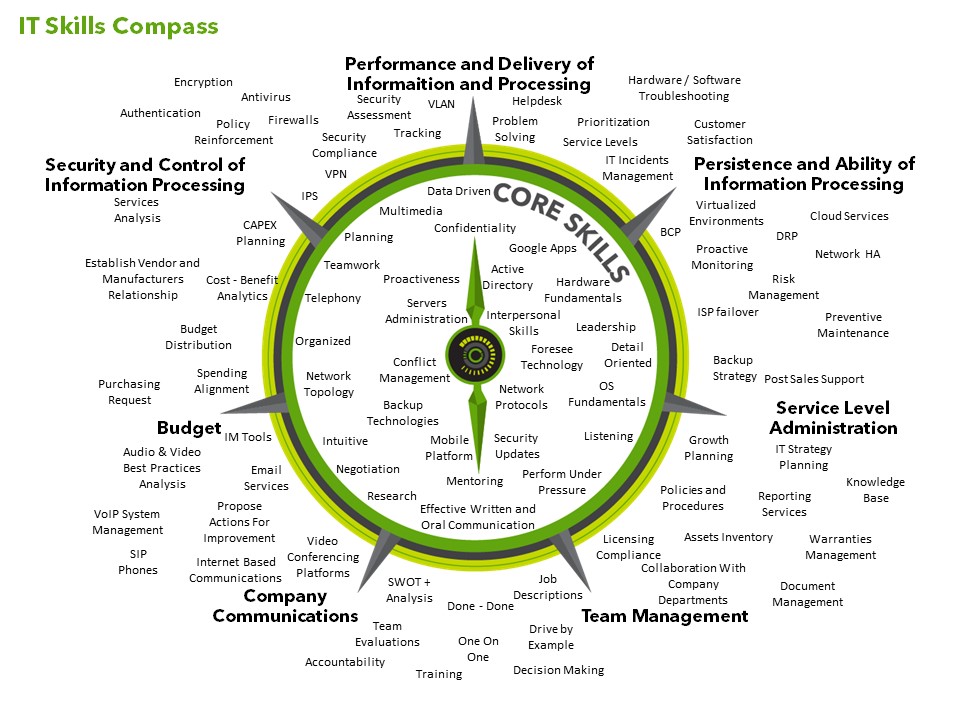 IT Skills Compass
Performance and Delivery of
Informaition and Processing
Encryption
Antivirus
Authentication
Policy
Reinforcement
Firewalls
Security
Assessment
VLAN
Tracking
Security
Compliance
VPN
IPS
Helpdesk
Problem
Solving
Hardware / Software
Troubleshooting
Prioritization
Service Levels
Customer
Satisfaction
IT Incidents
Management
Security and Control of
Information Processing
Persistence and Ability of
Information Processing
Services
Analysis
CAPEX
Planning
Establish Vendor and
Manufacturers
Relationship
Cost - Benefit
Analytics
Budget
Distribution
Spending
Alignment
Purchasing
Request
Budget
CORE SKILLS
Data Driven
Multimedia
Confidentiality
Planning
Google Apps
Teamwork
Proactiveness
Active
Directory
Hardware
Fundamentals
Telephony
Servers
Administration
Interpersonal
Skills
Leadership
Organized
Foresee
Technology
Detail
Oriented
Conflict
Management
Network
Topology
Network
Protocols
OS
Fundamentals
Backup
Technologies
Intuitive
Mobile
Platform
Security
Updates
Listening
Negotiation
Mentoring
Perform Under
Pressure
Research
Effective Written and
Oral Communication
BCP
Virtualized
Environments
Cloud Services
DRP
Proactive
Monitoring
Network  HA
Risk
Management
ISP failover
Preventive
Maintenance
Backup
Strategy
Post Sales Support
Service Level
Administration
Growth
Planning
IT Strategy
Planning
Knowledge
Base
Policies and
Procedures
Reporting
Services
Licensing
Compliance
Assets Inventory
Warranties
Management
Collaboration With
Company
Departments
Document
Management
IM Tools
Audio & Video
Best Practices
Analysis
Email
Services
VoIP System
Management
Propose
Actions For
Improvement
SIP
Phones
Internet Based
Communications
Video
Conferencing
Platforms
Company
Communications
Team Management
SWOT +
Analysis
Job
Descriptions
Done - Done
Team
Evaluations
One On
One
Drive by
Example
Accountability
Training
Decision Making